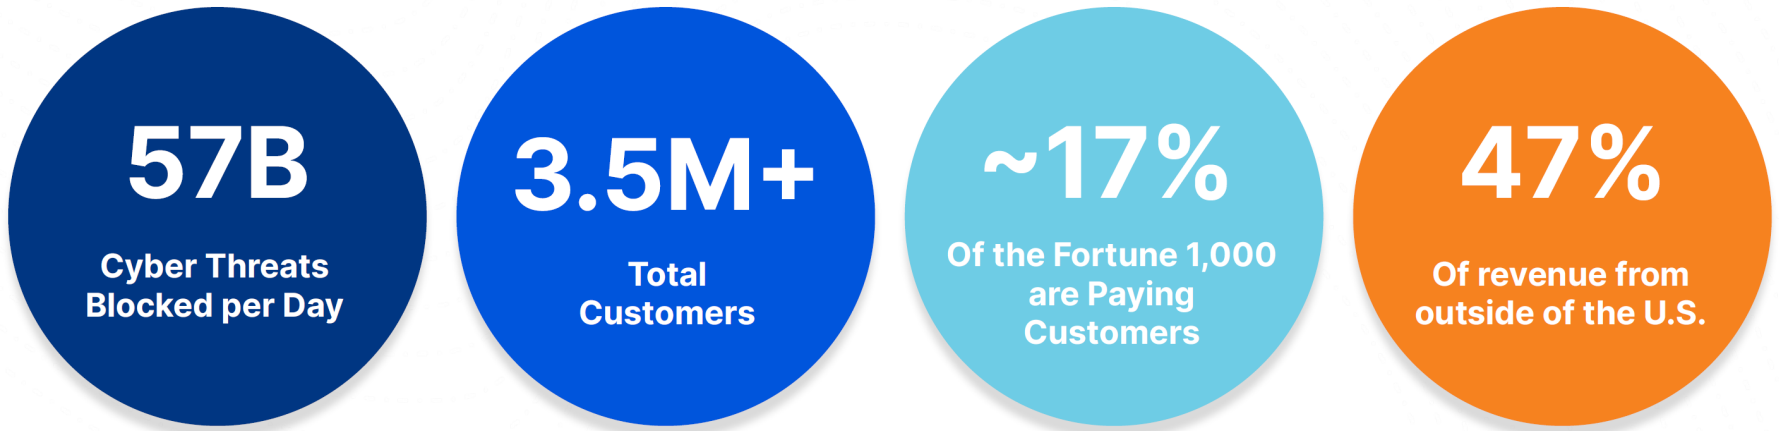 57B
Cyber Threats
Blocked per Day
3.5M+
Total
Customers
~17%
Of the Fortune 1,000
are Paying
Customers
47%
Of revenue from
outside of the U.S.